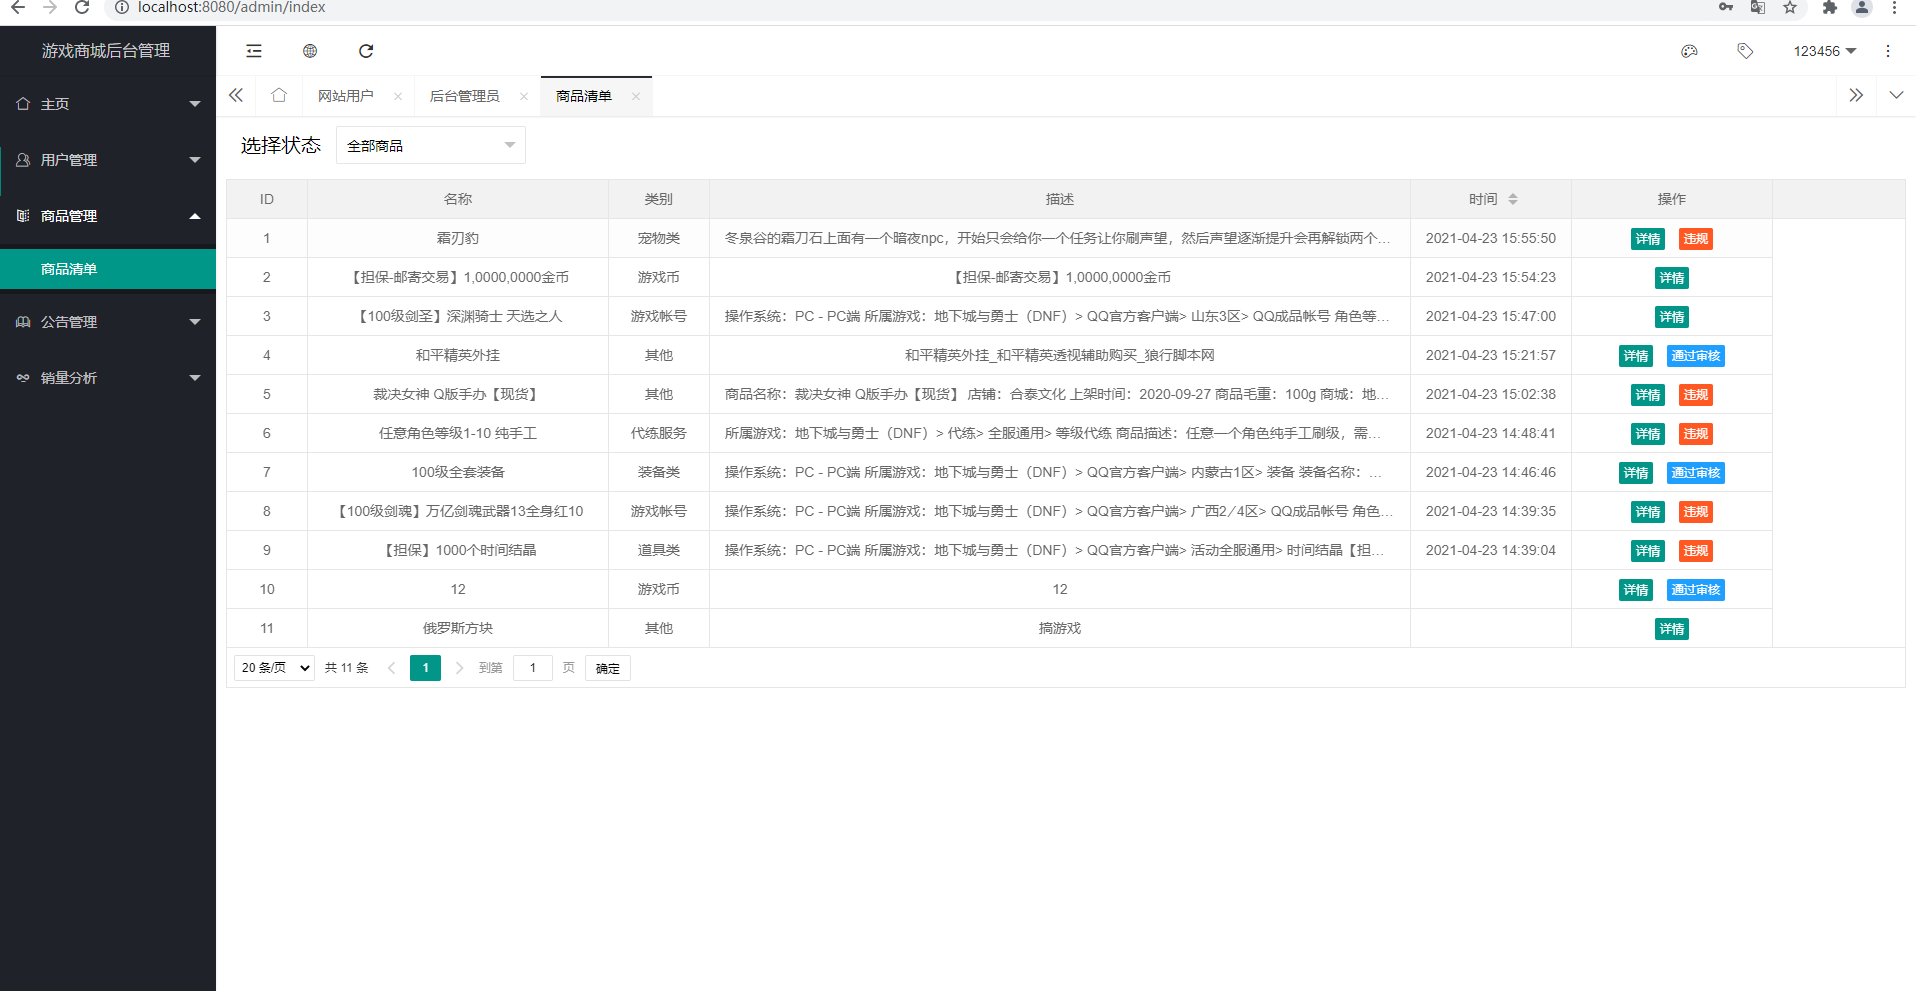 localhost:8080/admin/index
游戏商城后台管理
123456
主页
用户管理
商品管理
商品清单
公告管理
销量分析
网站用户 后台管理员 商品清单
选择状态 全部商品
ID 名称 类别 描述 时间 操作
1 霜刃豹 宠物类 冬泉谷的霜刀石上面有一个暗夜npc，开始只会给你一个任务让你刷声望，然后声望逐渐提升会再解锁两个... 2021-04-23 15:55:50 详情 违规
2 【担保-邮寄交易】1,0000,0000金币 游戏币 【担保-邮寄交易】1,0000,0000金币 2021-04-23 15:54:23 详情
3 【100级剑圣】深渊骑士 天选之人 游戏帐号 操作系统：PC - PC端 所属游戏：地下城与勇士（DNF）> QQ官方客户端> 山东3区> QQ成品帐号 角色等... 2021-04-23 15:47:00 详情
4 和平精英外挂 其他 和平精英外挂_和平精英透视辅助购买_狼行脚本网 2021-04-23 15:21:57 详情 通过审核
5 裁决女神 Q版手办【现货】 其他 商品名称：裁决女神 Q版手办【现货】 店铺：合泰文化 上架时间：2020-09-27 商品毛重：100g 商城：地... 2021-04-23 15:02:38 详情 违规
6 任意角色等级1-10 纯手工 代练服务 所属游戏：地下城与勇士（DNF）> 代练> 全服通用> 等级代练 商品描述：任意一个角色纯手工刷级，需... 2021-04-23 14:48:41 详情 违规
7 100级全套装备 装备类 操作系统：PC - PC端 所属游戏：地下城与勇士（DNF）> QQ官方客户端> 内蒙古1区> 装备 装备名称：... 2021-04-23 14:46:46 详情 通过审核
8 【100级剑魂】万亿剑魂武器13全身红10 游戏帐号 操作系统：PC - PC端 所属游戏：地下城与勇士（DNF）> QQ官方客户端> 广西2／4区> QQ成品帐号 角色... 2021-04-23 14:39:35 详情 违规
9 【担保】1000个时间结晶 道具类 操作系统：PC - PC端 所属游戏：地下城与勇士（DNF）> QQ官方客户端> 活动全服通用> 时间结晶【担... 2021-04-23 14:39:04 详情 违规
10 12 游戏币 12 详情 通过审核
11 俄罗斯方块 其他 搞游戏 详情
20 条/页 共 11 条 1 到第 1 页 确定